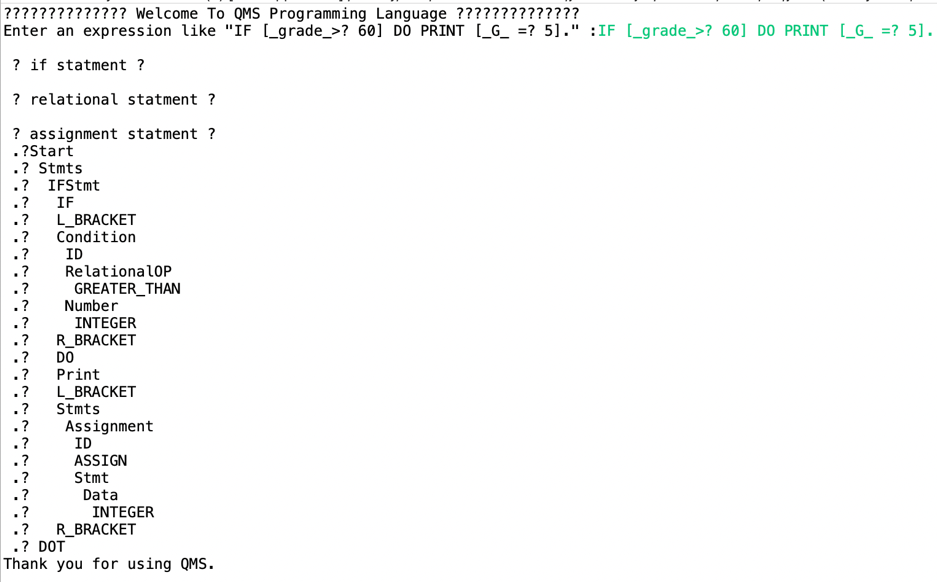 ?????????????? Welcome To QMS Programming Language ??????????????
Enter an expression like "IF [_grade_>? 60] DO PRINT [_G_ =? 5]." :IF [_grade_>? 60] DO PRINT [_G_ =? 5].
? if statment ?
? relational statment ?
? assignment statment ?
.?Start
.? Stmts
.?  IFStmt
.?   IF
.?   L_BRACKET
.?   Condition
.?    ID
.?    RelationalOP
.?     GREATER_THAN
.?    Number
.?     INTEGER
.?   R_BRACKET
.?   DO
.?   Print
.?   L_BRACKET
.?   Stmts
.?    Assignment
.?     ID
.?     ASSIGN
.?     Stmt
.?      Data
.?       INTEGER
.?   R_BRACKET
.? DOT
Thank you for using QMS.